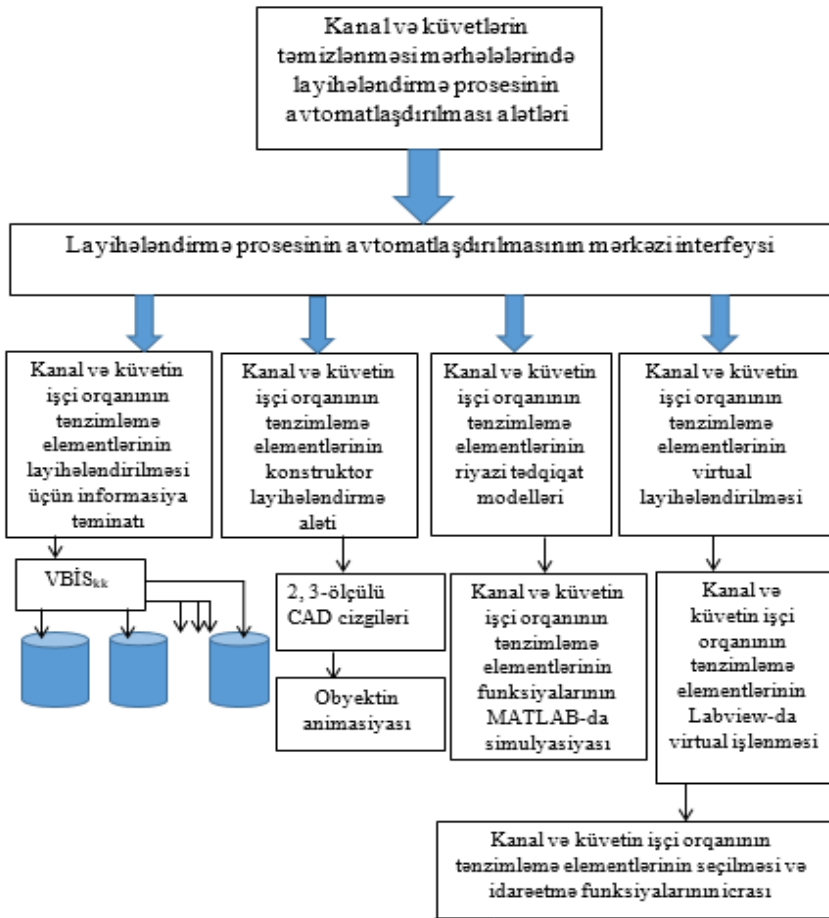 Kanal və küvetlərin
təmizlənməsi mərhələlərində
layihələndirmə prosesinin
avtomatlaşdırılması alətləri
Layihələndirmə prosesinin avtomatlaşdırılmasının mərkəzi interfeysi
Kanal və küvetin
işçi orqanının
tənzimləmə
elementlərinin
layihələndirilməsi
üçün informasiya
təminatı
Kanal və küvetin
işçi orqanının
tənzimləmə
elementlərinin
konstruktor
layihələndirmə
aləti
Kanal və küvetin
işçi orqanının
tənzimləmə
elementlərinin
riyazi tədqiqat
modelləri
Kanal və küvetin
işçi orqanının
tənzimləmə
elementlərinin
virtual
layihələndirilməsi
VBİSkk
2, 3-ölçülü
CAD cizgiləri
Obyektin
animasiyası
Kanal və küvetin
işçi orqanının
tənzimləmə
elementlərinin
funksiyalarının
MATLAB-da
simulyasiyası
Kanal və
küvetin işçi
orqanının
tənzimləmə
elementlərinin
Labview-da
virtual işlənməsi
Kanal və küvetin işçi orqanının
tənzimləmə elementlərinin seçilməsi və
idarəetmə funksiyalarının icrası